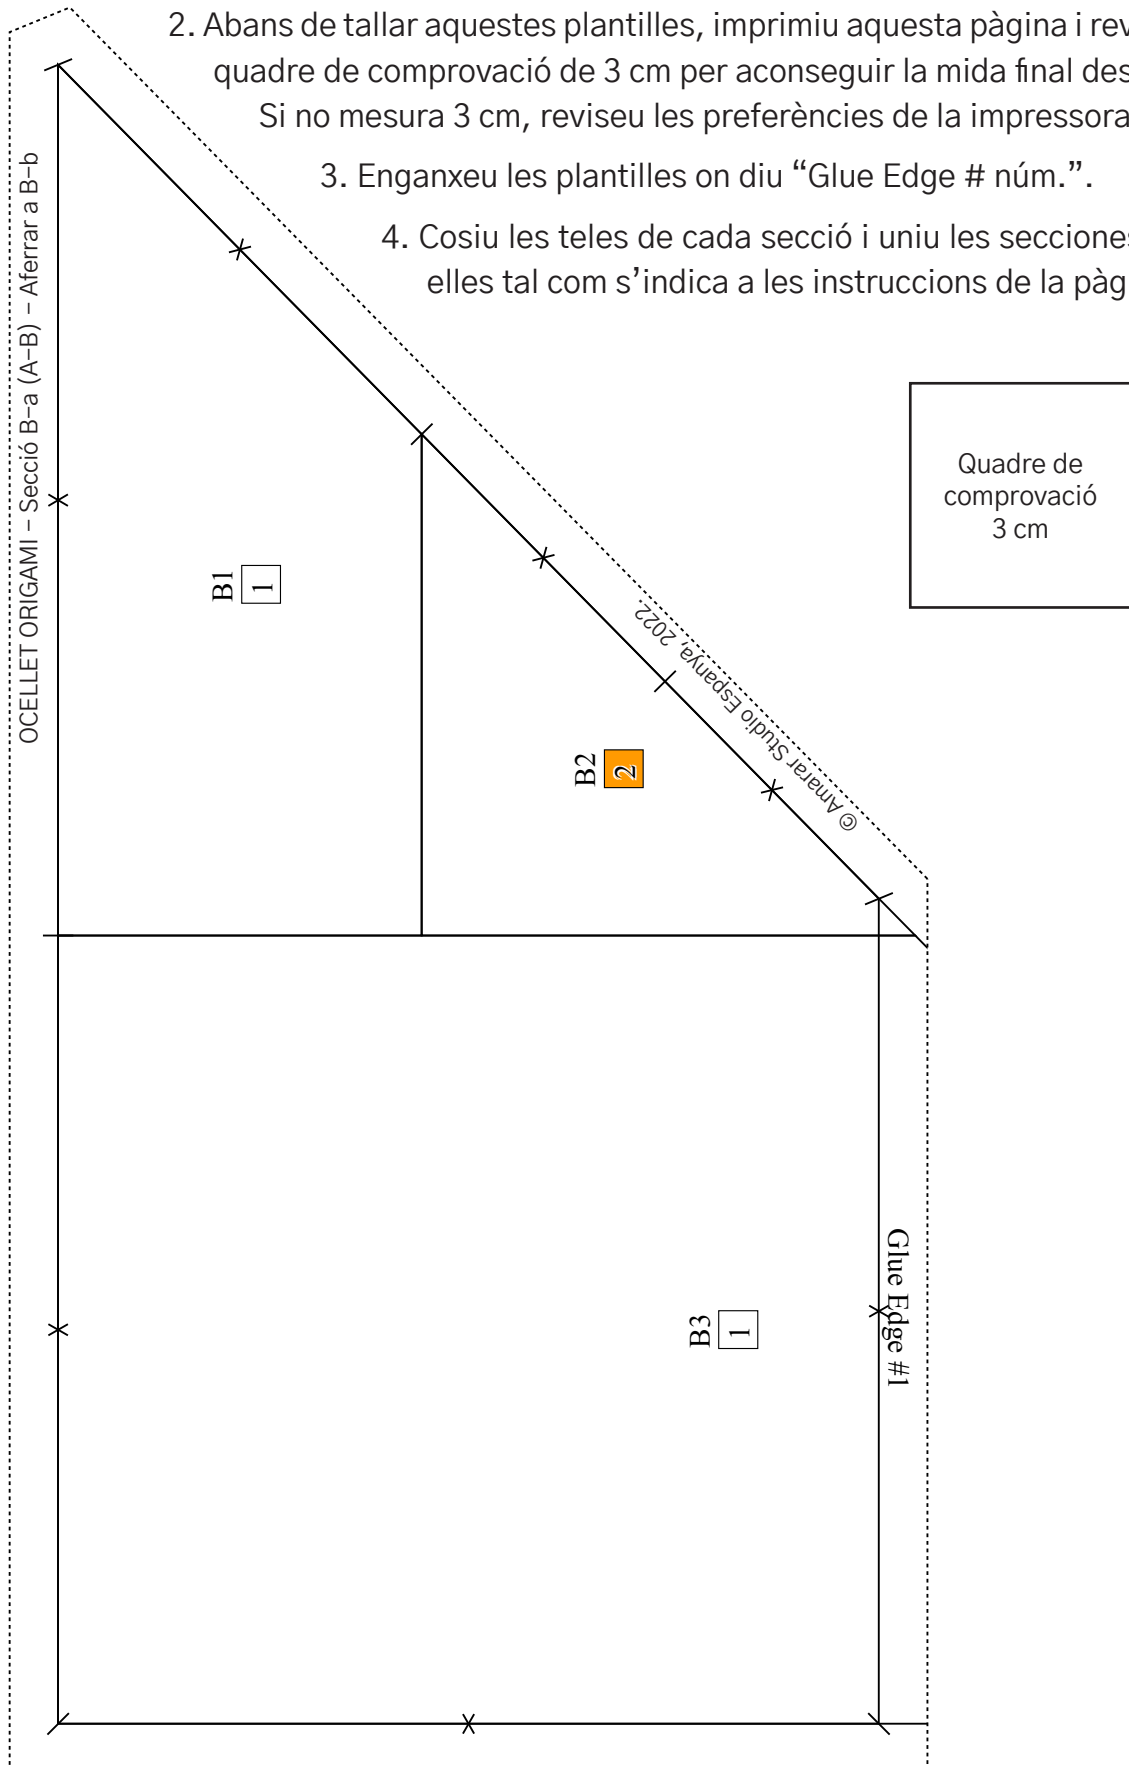 2. Abans de tallar aquestes plantilles, imprimiu aquesta pàgina i
quadre de comprovació de 3 cm per aconseguir la mida final
Si no mesura 3 cm, reviseu les preferències de la impressora
3. Enganxeu les plantilles on diu “Glue Edge # núm.”.
4. Cosiu les teles de cada secció i uniu les seccions
elles tal com s’indica a les instruccions de la
OCELLET ORIGAMI – Secció B-a (A-B) – Aferrar a B-b
Quadre de
comprovació
3 cm
B1
1
© Amarar Studio Espanya, 2022.
B2
2
B3
1
Glue Edge #1